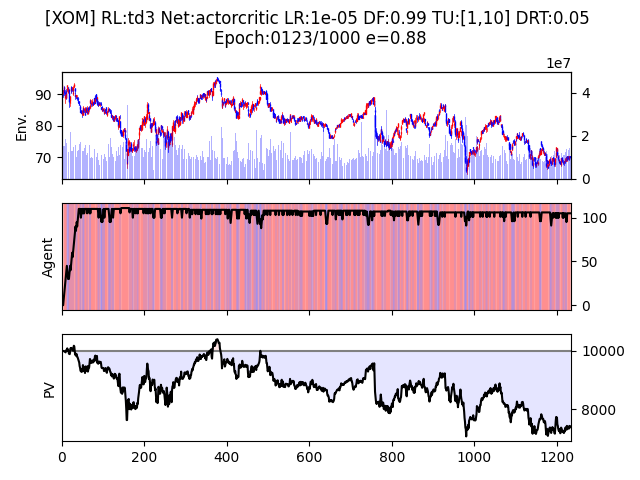 [XOM] RL:td3 Net:actorcritic LR:1e-05 DF:0.99 TU:[1,10] DRT:0.05
Epoch:0123/1000 e=0.88
1e7
90
80
70
Env.
4
2
0
Agent
100
50
0
PV
10000
8000
0 200 400 600 800 1000 1200